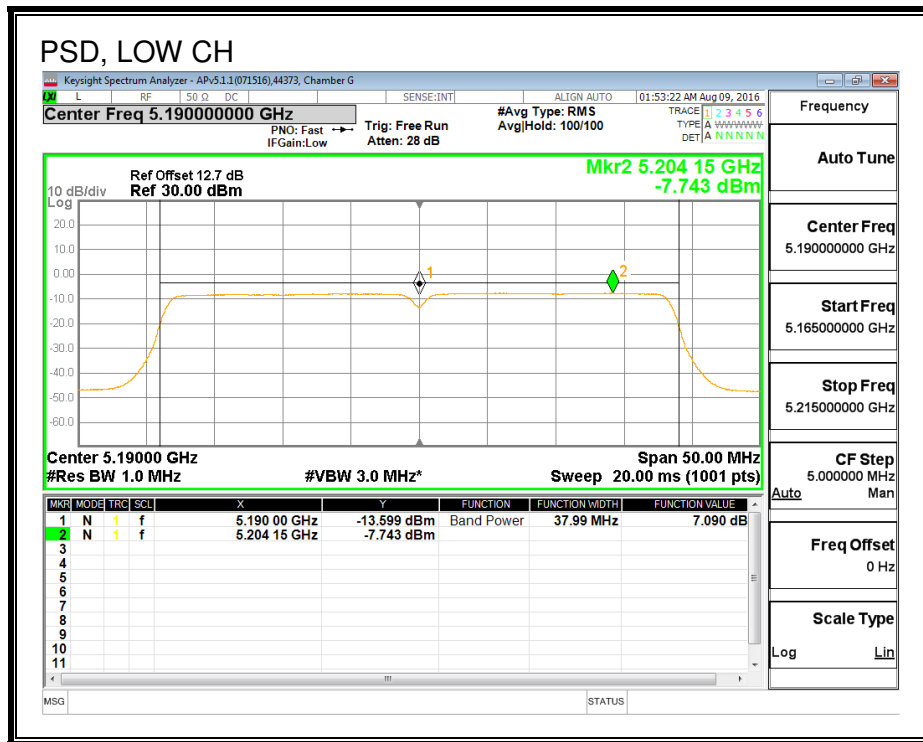 PSD, LOW CH
Keysight Spectrum Analyzer - APv5.1.1(071516),44373, Chamber G
LXI L RF 50 Ω DC SENSE:INT ALIGN AUTO 01:53:22 AM Aug 09, 2016
Center Freq 5.190000000 GHz
PNO: Fast
IFGain:Low
Trig: Free Run
Atten: 28 dB
#Avg Type: RMS
Avg|Hold: 100/100
TRACE 1 2 3 4 5 6
TYPE A WWWWW
DET A N N N N N
Mkr2 5.204 15 GHz
-7.743 dBm
Ref Offset 12.7 dB
10 dB/div Ref 30.00 dBm
Log
20.0
10.0
0.00
-10.0
-20.0
-30.0
-40.0
-50.0
-60.0
1
2
Center 5.19000 GHz Span 50.00 MHz
#Res BW 1.0 MHz #VBW 3.0 MHz* Sweep 20.00 ms (1001 pts)
MKR MODE TRC SCL X Y FUNCTION FUNCTION WIDTH FUNCTION VALUE
1 N 1 f 5.190 00 GHz -13.599 dBm Band Power 37.99 MHz 7.090 dB
2 N 1 f 5.204 15 GHz -7.743 dBm
3
4
5
6
7
8
9
10
11
MSG STATUS
Frequency
Auto Tune
Center Freq
5.190000000 GHz
Start Freq
5.165000000 GHz
Stop Freq
5.215000000 GHz
CF Step
5.000000 MHz
Auto Man
Freq Offset
0 Hz
Scale Type
Log Lin